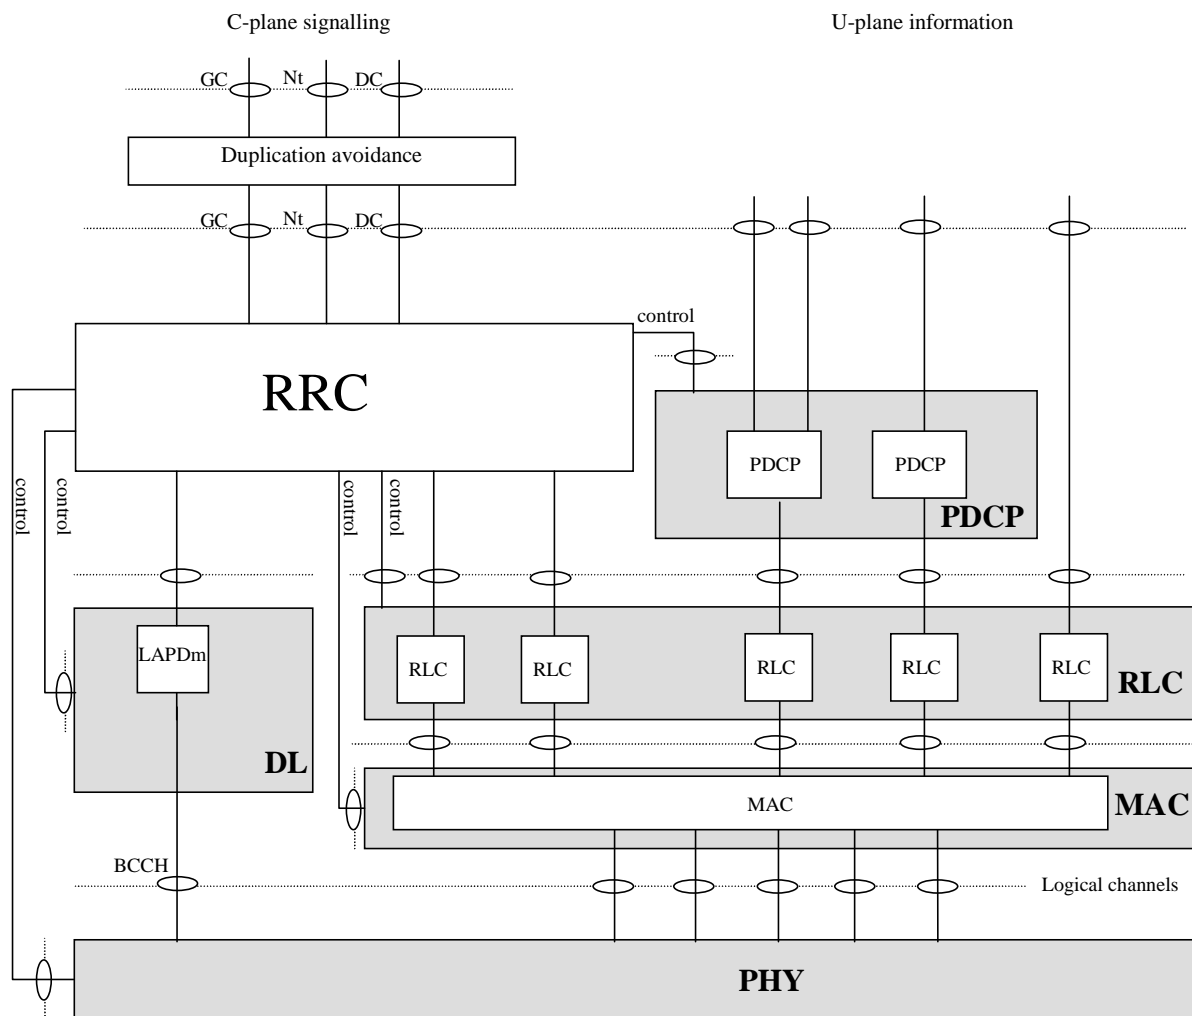 C-plane signalling
U-plane information
GC
Nt
DC
Duplication avoidance
GC
Nt
DC
control
RRC
PDCP
PDCP
PDCP
control
control
control
control
LAPDm
DL
RLC
RLC
RLC
RLC
RLC
RLC
MAC
MAC
BCCH
Logical channels
PHY